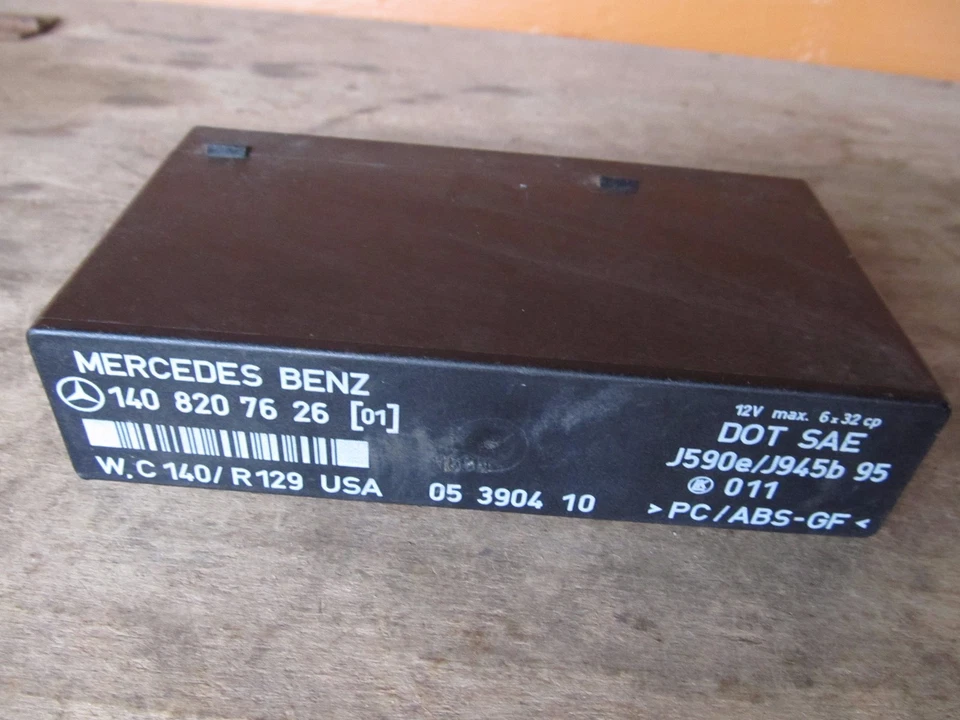 MERCEDES BENZ
140 820 76 26 [01]
W.C 140/ R 129 USA
05 3904 10
12V max. 6 x 32 cp
DOT SAE
J590e/J945b 95
011
> PC/ABS-GF <